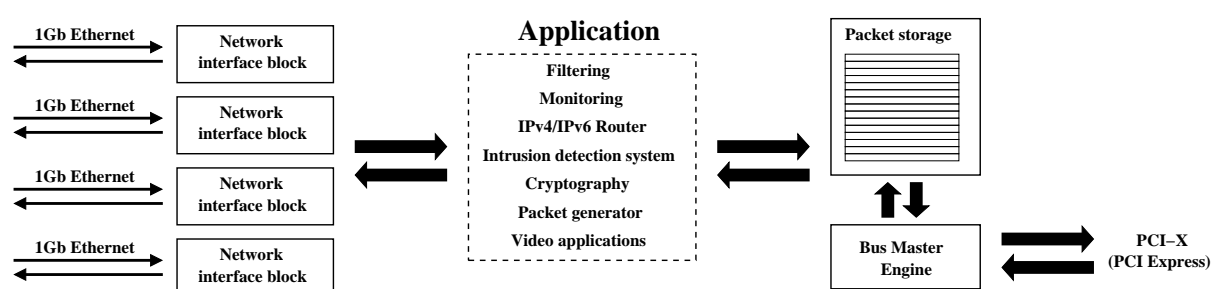 1Gb Ethernet
Network
interface block
1Gb Ethernet
Network
interface block
1Gb Ethernet
Network
interface block
1Gb Ethernet
Network
interface block
Application
Filtering
Monitoring
IPv4/IPv6 Router
Intrusion detection system
Cryptography
Packet generator
Video applications
Packet storage
Bus Master
Engine
PCI−X
(PCI Express)